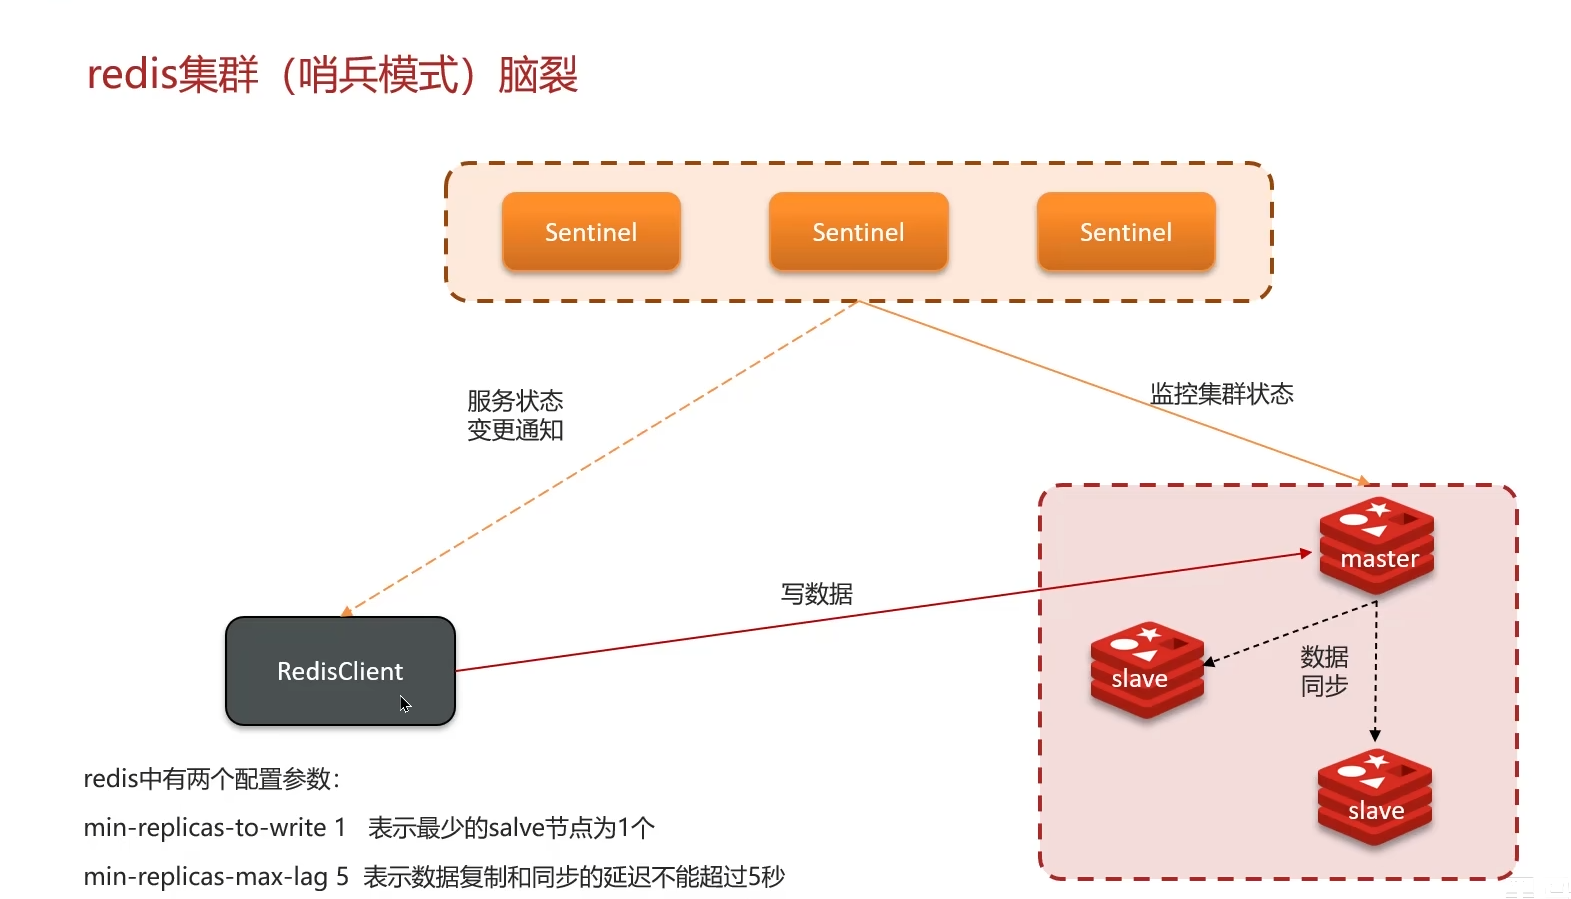 redis集群（哨兵模式）脑裂
Sentinel
Sentinel
Sentinel
服务状态
变更通知
监控集群状态
master
写数据
slave
数据
同步
RedisClient
slave
redis中有两个配置参数：
min-replicas-to-write 1 表示最少的salve节点为1个
min-replicas-max-lag 5 表示数据复制和同步的延迟不能超过5秒